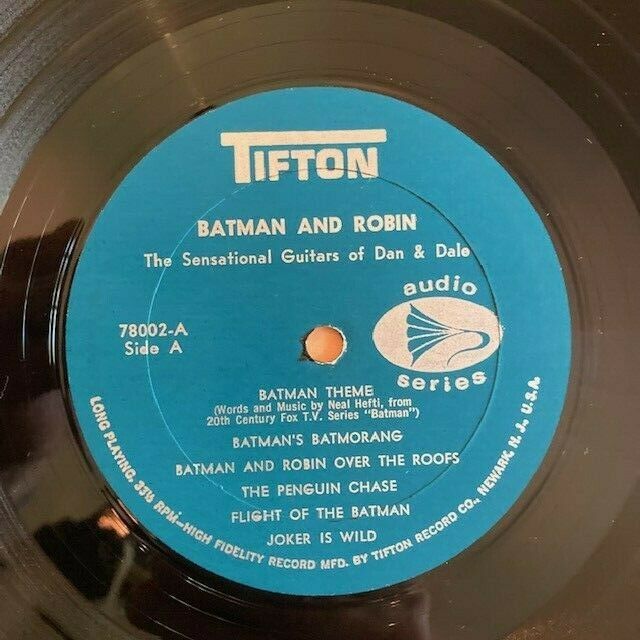 TIFTON
BATMAN AND ROBIN
The Sensational Guitars of Dan & Dale
audio
series
78002-A
Side A
BATMAN THEME
(Words and Music by Neal Hefti, from
20th Century Fox T.V. Series "Batman")
BATMAN'S BATMORANG
BATMAN AND ROBIN OVER THE ROOFS
THE PENGUIN CHASE
FLIGHT OF THE BATMAN
JOKER IS WILD
LONG PLAYING, 33⅓ RPM—HIGH FIDELITY RECORD MFD. BY TIFTON RECORD CO., NEWARK, N. J., U.S.A.